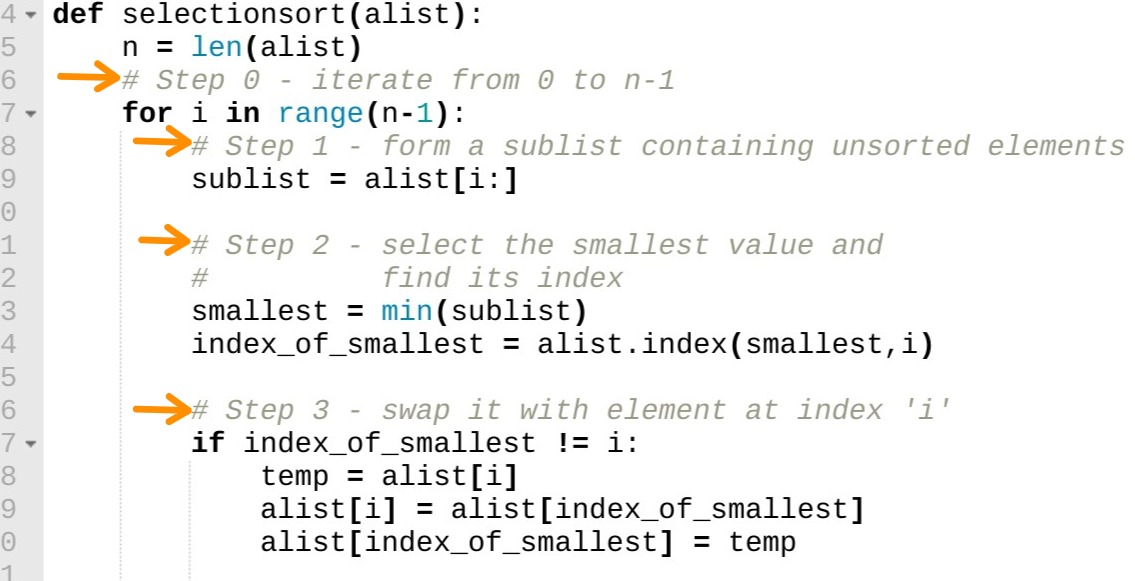 4 def selectionsort(alist):
5     n = len(alist)
6     # Step 0 - iterate from 0 to n-1
7     for i in range(n-1):
8         # Step 1 - form a sublist containing unsorted elements
9         sublist = alist[i:]
0
1         # Step 2 - select the smallest value and
2         #          find its index
3         smallest = min(sublist)
4         index_of_smallest = alist.index(smallest,i)
5
6         # Step 3 - swap it with element at index 'i'
7         if index_of_smallest != i:
8             temp = alist[i]
9             alist[i] = alist[index_of_smallest]
0             alist[index_of_smallest] = temp
1